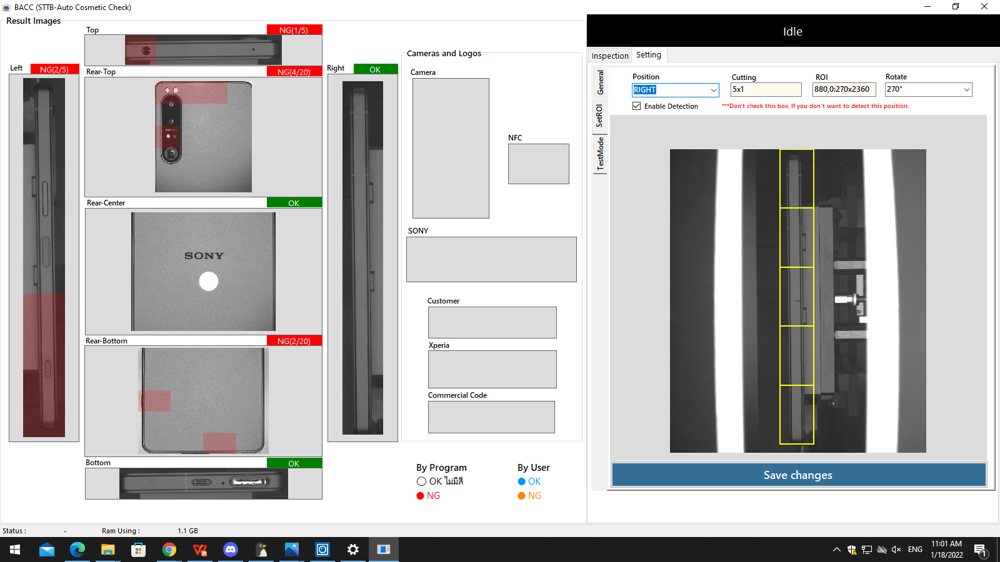 BACC (STTB-Auto Cosmetic Check)
Result Images
Top
NG(1/5)
Left
NG(2/5)
Rear-Top
NG(4/20)
Right
OK
Rear-Center
OK
SONY
Rear-Bottom
NG(2/20)
Bottom
OK
Cameras and Logos
Camera
NFC
SONY
Customer
Xperia
Commercial Code
By Program
OK ไม่มีสี
NG
By User
OK
NG
Idle
Inspection
Setting
General
SetROI
TestMode
Position
RIGHT
Cutting
5x1
ROI
880,0:270x2360
Rotate
270°
Enable Detection
***Don't check this box, If you don't want to detect this position.
Save changes
Status :
-
Ram Using :
1.1 GB
ENG
11:01 AM
1/18/2022
1